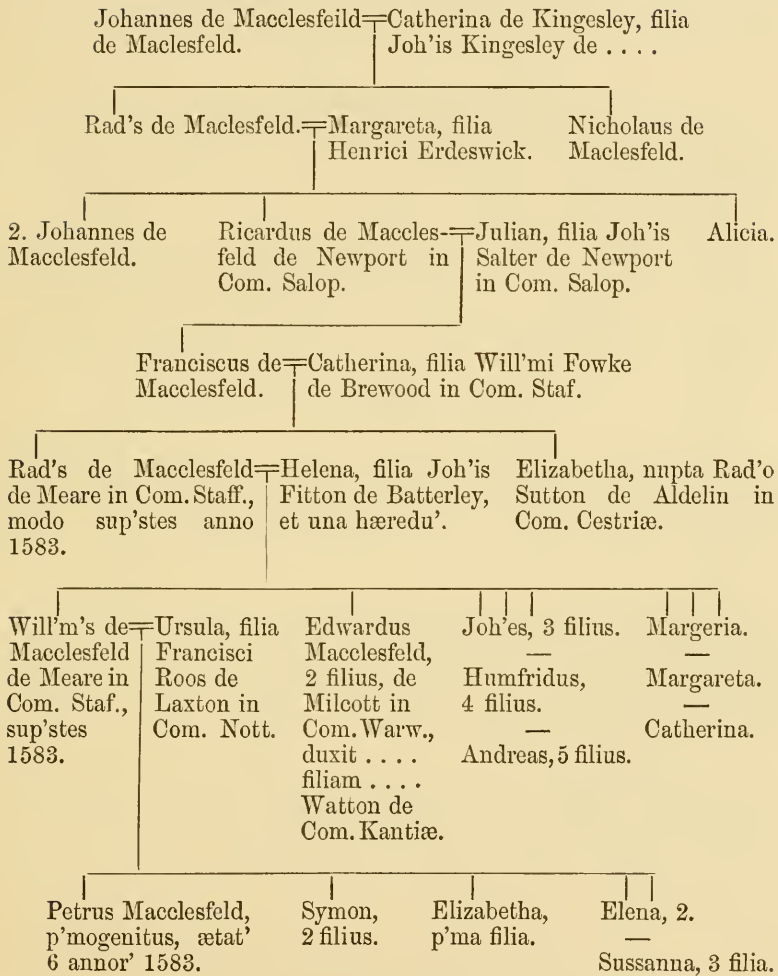 Johannes de Macclesfeild╤Catherina de Kingesley, filia
de Maclesfeld.
Joh'is Kingesley de . . . .
Rad's de Maclesfeld.╤Margareta, filia
Henrici Erdeswick.
Nicholaus de
Maclesfeld.
2. Johannes de
Macclesfeld.
Ricardus de Maccles-╤Julian, filia Joh'is
feld de Newport in
Com. Salop.
Salter de Newport
in Com. Salop.
Alicia.
Franciscus de╤Catherina, filia Will'mi Fowke
Macclesfeld.
de Brewood in Com. Staf.
Rad's de Macclesfeld╤Helena, filia Joh'is
de Meare in Com. Staff.,
modo sup'stes anno
1583.
Fitton de Batterley,
et una hæredu'.
Elizabetha, nupta Rad'o
Sutton de Aldelin in
Com. Cestriæ.
Will'm's de╤Ursula, filia
Macclesfeld
de Meare in
Com. Staf.,
sup'stes
1583.
Francisci
Roos de
Laxton in
Com. Nott.
Edwardus
Macclesfeld,
2 filius, de
Milcott in
Com. Warw.,
duxit . . . .
filiam . . . .
Watton de
Com. Kantiæ.
Joh'es, 3 filius.
—
Humfridus,
4 filius.
—
Andreas, 5 filius.
Margeria.
—
Margareta.
—
Catherina.
Petrus Macclesfeld,
p'mogenitus, ætat'
6 annor' 1583.
Symon,
2 filius.
Elizabetha,
p'ma filia.
Elena, 2.
—
Sussanna, 3 filia.